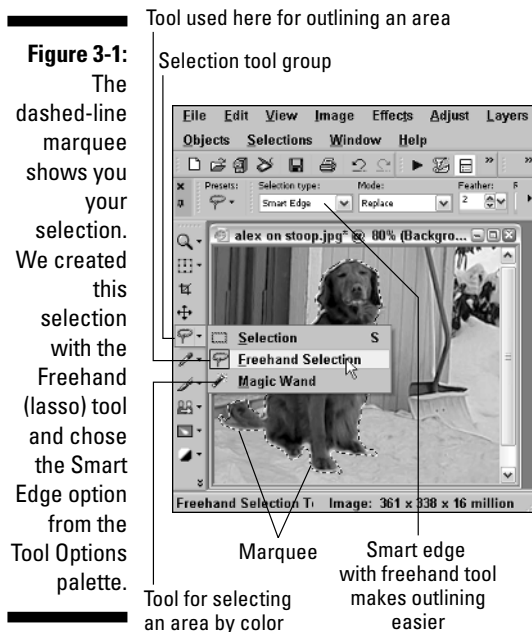 Tool used here for outlining an area
Selection tool group
Figure 3-1:
The
dashed-line
marquee
shows you
your
selection.
We created
this
selection
with the
Freehand
(lasso) tool
and chose
the Smart
Edge option
from the
Tool Options
palette.
File Edit View Image Effects Adjust Layers
Objects Selections Window Help
Presets: Selection type: Mode: Feather:
Smart Edge Replace 2
alex on stoop.jpg* @ 80% (Backgro...
Selection S
Freehand Selection
Magic Wand
Freehand Selection T Image: 361 x 338 x 16 million
Marquee
Smart edge
with freehand tool
makes outlining
easier
Tool for selecting
an area by color